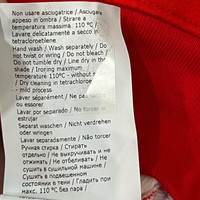 Non usare asciugatrice / Asciugare
appeso in ombra / Stirare a
temperatura massima. 110 ºC /
Lavare delicatamente a secco in
tetracloroetilene
Hand wash / Wash separately / Do
not twist or wring / Do not bleach /
Do not tumble dry / Line dry in the
shade / Ironing maximum
temperature 110ºC - without
/ Dry cleaning in tetrachloroe
- mild process
Laver séparément / Ne pas
ou essorer
Lavar por separado / No torcer
estrujar
Separat waschen / Nicht verdrehen
oder wringen
Lavar separadamente / Não torcer
Ручная стирка / Стирать
отдельно / Не выкручивать и не
отжимать / Не отбеливать / Не
сушить в сушильной машине /
Сушить в подвешенном
состоянии в тени / Гладить при
макс. 110 ºC без пара /